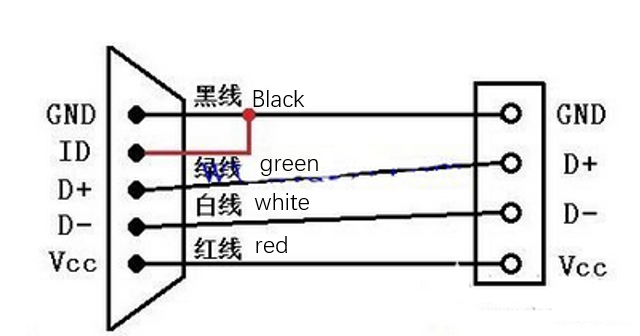 黑线 Black
GND
GND
ID
绿线 green
D+
D+
白线 white
D-
D-
红线 red
Vcc
Vcc